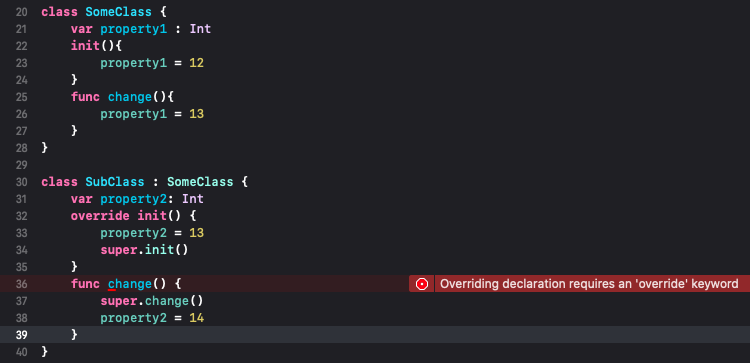 20 class SomeClass {
21     var property1 : Int
22     init(){
23         property1 = 12
24     }
25     func change(){
26         property1 = 13
27     }
28 }
29
30 class SubClass : SomeClass {
31     var property2: Int
32     override init() {
33         property2 = 13
34         super.init()
35     }
36     func change() { Overriding declaration requires an 'override' keyword
37         super.change()
38         property2 = 14
39     }
40 }